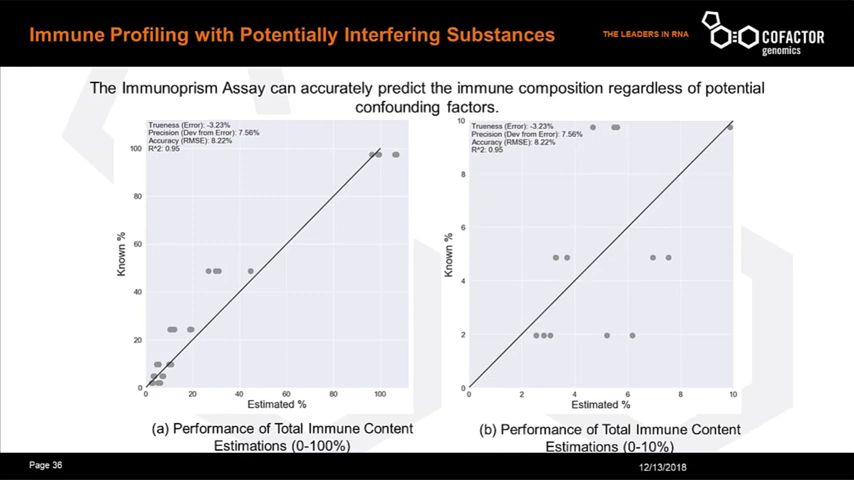 Immune Profiling with Potentially Interfering Substances
THE LEADERS IN RNA
COFACTOR
genomics
The Immunoprism Assay can accurately predict the immune composition regardless of potential
confounding factors.
Trueness (Error): -3.23%
Precision (Dev from Error): 7.56%
Accuracy (RMSE): 8.22%
R^2: 0.95
100
80
60
40
20
0
Known %
0 20 40 60 80 100
Estimated %
(a) Performance of Total Immune Content
Estimations (0-100%)
Trueness (Error): -3.23%
Precision (Dev from Error): 7.56%
Accuracy (RMSE): 8.22%
R^2: 0.95
10
8
6
4
2
0
Known %
0 2 4 6 8 10
Estimated %
(b) Performance of Total Immune Content
Estimations (0-10%)
Page 36
12/13/2018